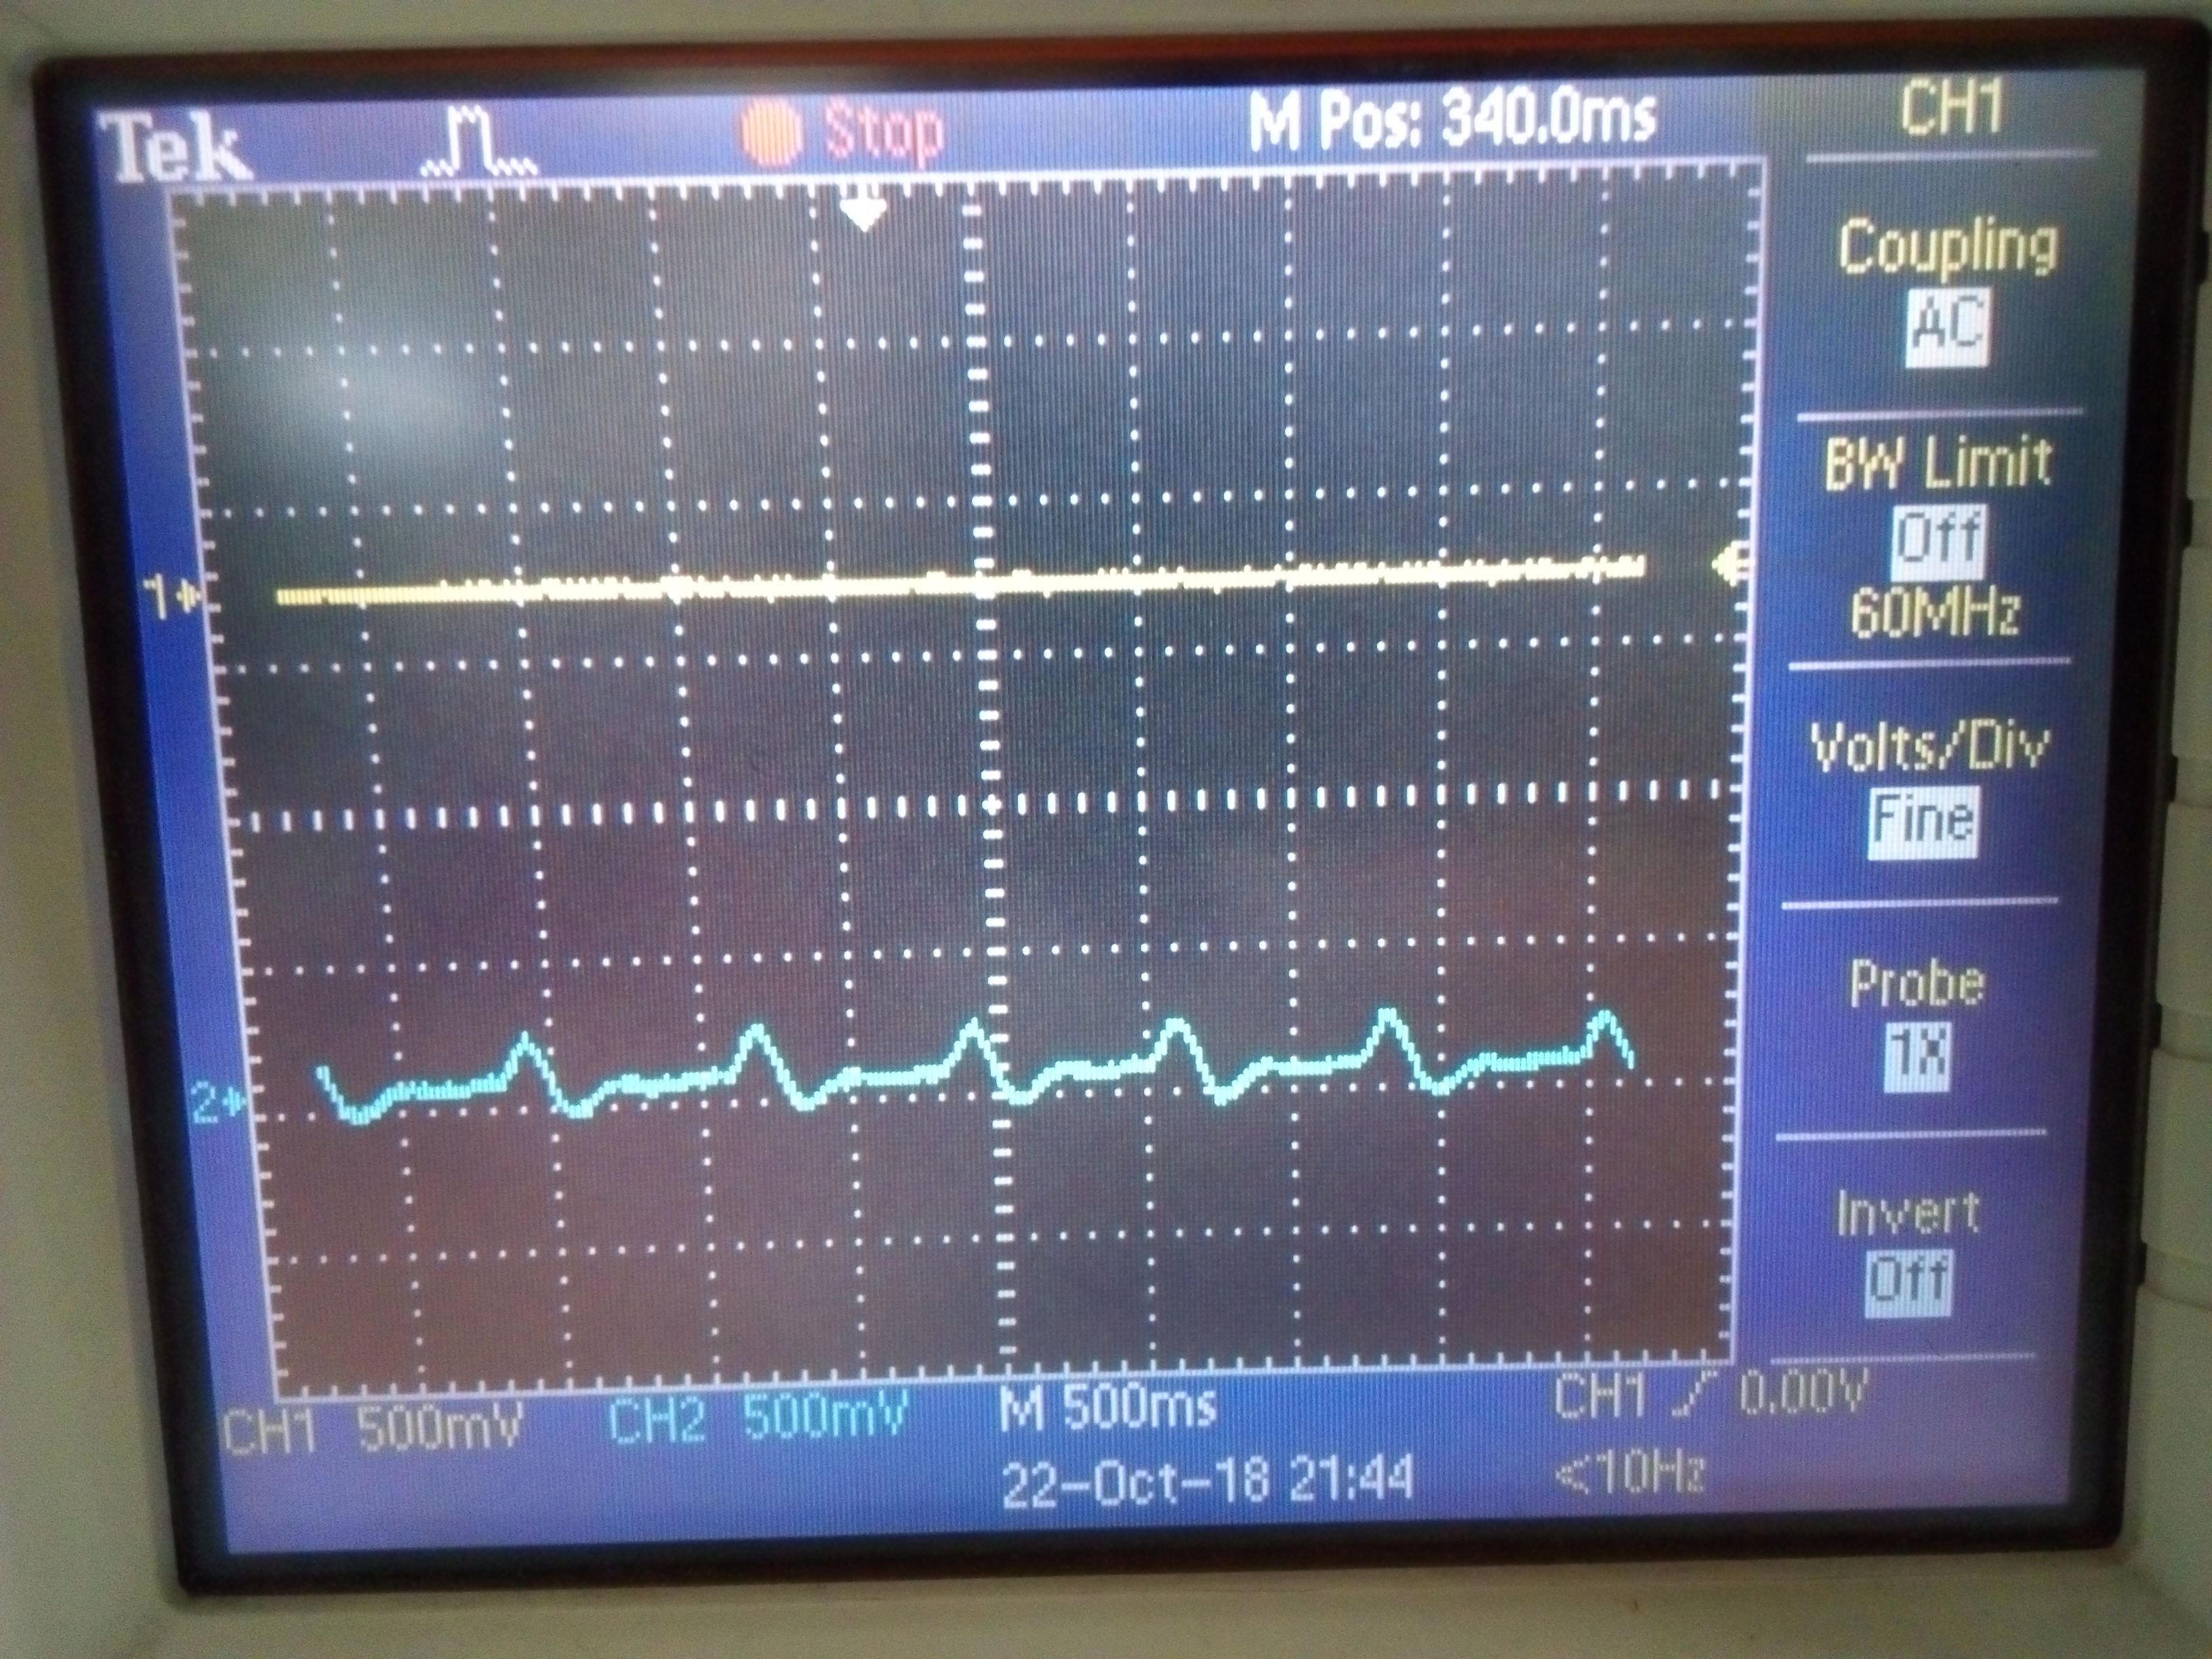 Tek Stop M Pos: 340.0ms CH1
Coupling
AC
BW Limit
Off
60MHz
Volts/Div
Fine
Probe
1X
Invert
Off
1
2
CH1 500mV CH2 500mV M 500ms CH1 0.00V
22-Oct-18 21:44 <10Hz